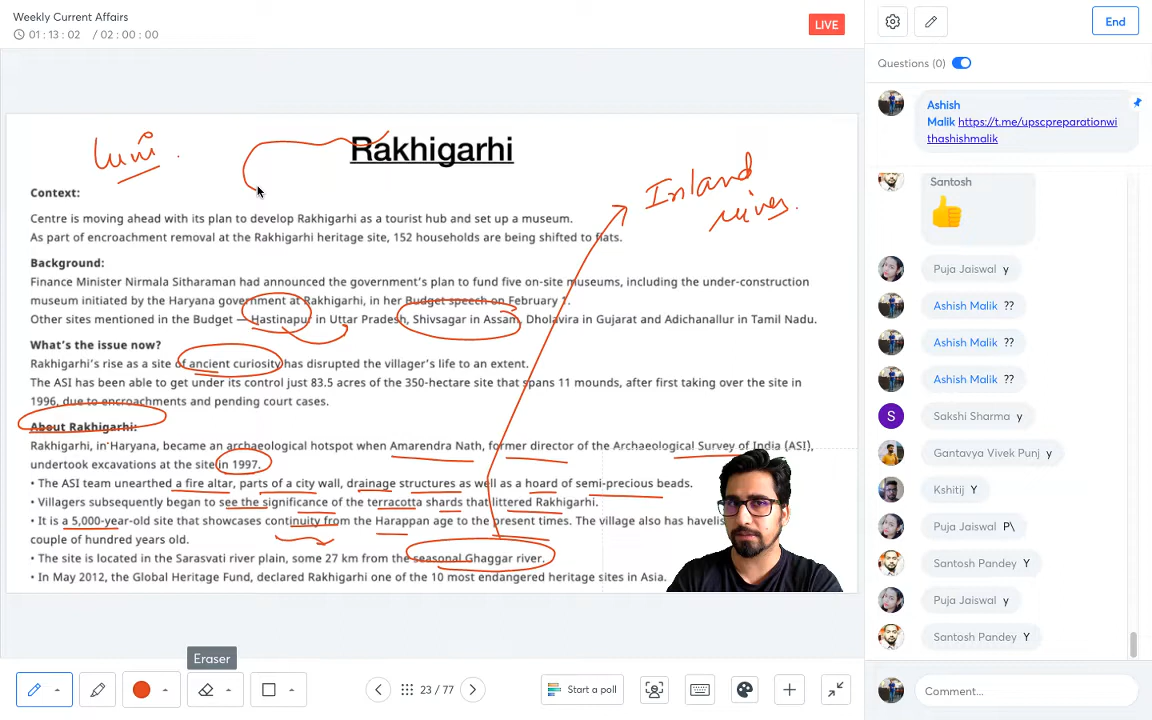 Weekly Current Affairs
01 : 13 : 02 / 02 : 00 : 00
LIVE
End
Questions (0)
Ashish
Malik https://t.me/upscpreparationwi
thashishmalik
Rakhigarhi
Inland
river.
Context:
Centre is moving ahead with its plan to develop Rakhigarhi as a tourist hub and set up a museum.
As part of encroachment removal at the Rakhigarhi heritage site, 152 households are being shifted to flats.
Background:
Finance Minister Nirmala Sitharaman had announced the government's plan to fund five on-site museums, including the under-construction
museum initiated by the Haryana government at Rakhigarhi, in her Budget speech on February 1.
Other sites mentioned in the Budget — Hastinapur in Uttar Pradesh, Shivsagar in Assam, Dholavira in Gujarat and Adichanallur in Tamil Nadu.
What's the issue now?
Rakhigarhi's rise as a site of ancient curiosity has disrupted the villager's life to an extent.
The ASI has been able to get under its control just 83.5 acres of the 350-hectare site that spans 11 mounds, after first taking over the site in
1996, due to encroachments and pending court cases.
About Rakhigarhi:
Rakhigarhi, in Haryana, became an archaeological hotspot when Amarendra Nath, former director of the Archaeological Survey of India (ASI),
undertook excavations at the site in 1997.
• The ASI team unearthed a fire altar, parts of a city wall, drainage structures as well as a hoard of semi-precious beads.
• Villagers subsequently began to see the significance of the terracotta shards that littered Rakhigarhi.
• It is a 5,000-year-old site that showcases continuity from the Harappan age to the present times. The village also has havelis
couple of hundred years old.
• The site is located in the Sarasvati river plain, some 27 km from the seasonal Ghaggar river.
• In May 2012, the Global Heritage Fund, declared Rakhigarhi one of the 10 most endangered heritage sites in Asia.
Santosh
Puja Jaiswal y
Ashish Malik ??
Ashish Malik ??
Ashish Malik ??
S Sakshi Sharma y
Gantavya Vivek Punj y
Kshitij Y
Puja Jaiswal P\
Santosh Pandey Y
Puja Jaiswal y
Santosh Pandey Y
Eraser
23 / 77
Start a poll
Comment...